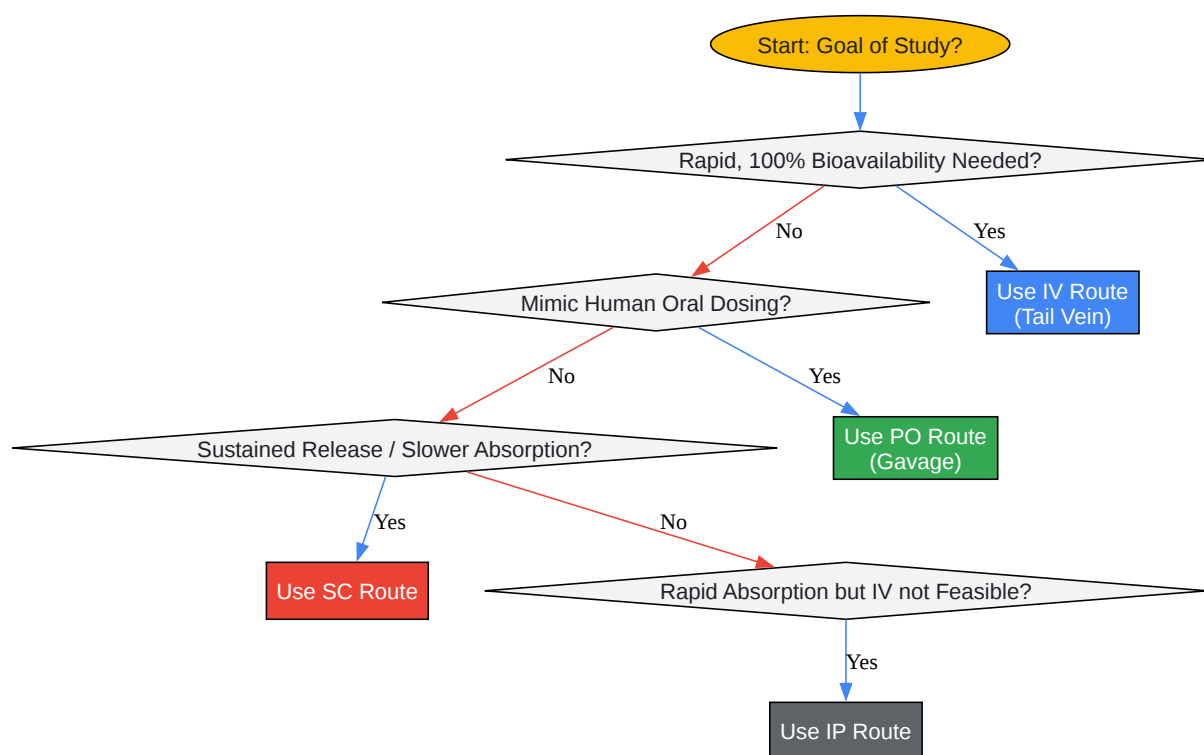 Start: Goal of Study?
Rapid, 100% Bioavailability Needed?
No
Yes
Use IV Route
(Tail Vein)
Mimic Human Oral Dosing?
No
Yes
Use PO Route
(Gavage)
Sustained Release / Slower Absorption?
Yes
No
Use SC Route
Rapid Absorption but IV not Feasible?
Yes
Use IP Route